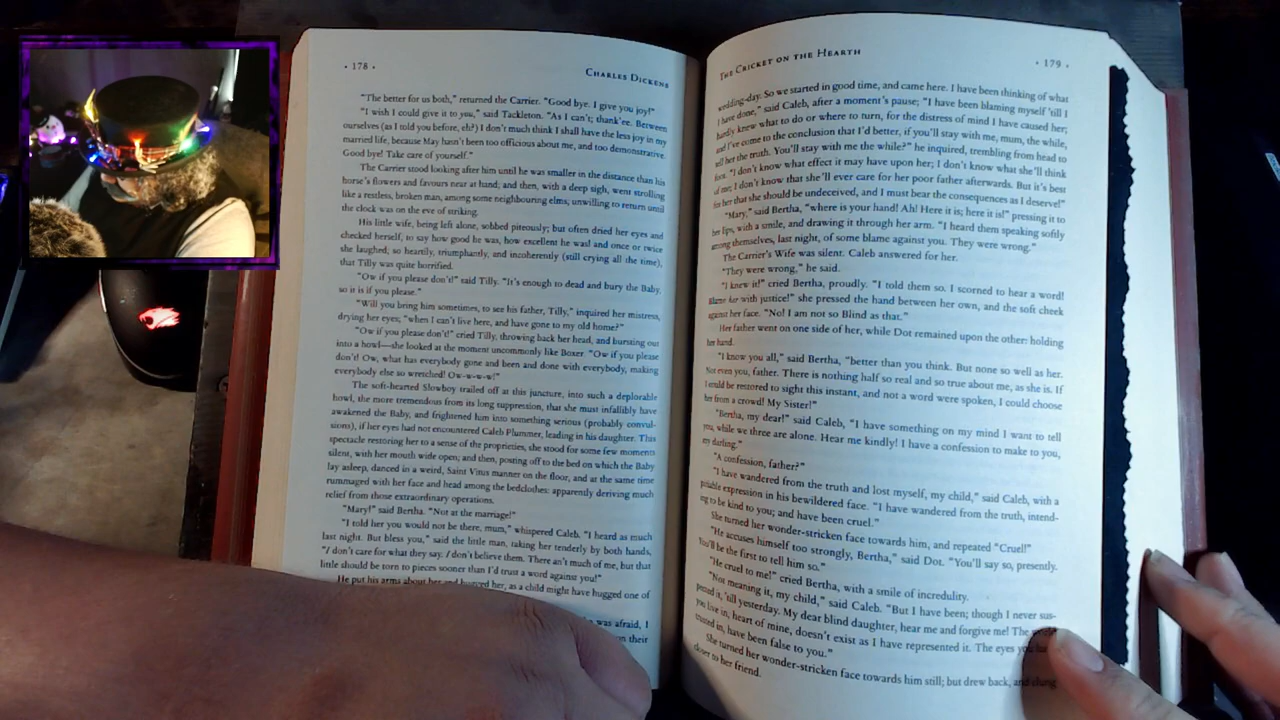 • 178 •
CHARLES DICKENS
"The better for us both," returned the Carrier. "Good bye. I give you joy!"
"I wish I could give it to you," said Tackleton. "As I can't; thank'ee. Between
ourselves (as I told you before, eh?) I don't much think I shall have the less joy in my
married life, because May hasn't been too officious about me, and too demonstrative.
Good bye! Take care of yourself."
The Carrier stood looking after him until he was smaller in the distance than his
horse's flowers and favours near at hand; and then, with a deep sigh, went strolling
like a restless, broken man, among some neighbouring elms; unwilling to return until
the clock was on the eve of striking.
His little wife, being left alone, sobbed piteously; but often dried her eyes and
checked herself, to say how good he was, how excellent he was! and once or twice
she laughed; so heartily, triumphantly, and incoherently (still crying all the time),
that Tilly was quite horrified.
"Ow if you please don't!" said Tilly. "It's enough to dead and bury the Baby,
so it is if you please."
"Will you bring him sometimes, to see his father, Tilly," inquired her mistress,
drying her eyes; "when I can't live here, and have gone to my old home?"
"Ow if you please don't!" cried Tilly, throwing back her head, and bursting out
into a howl—she looked at the moment uncommonly like Boxer. "Ow if you please
don't! Ow, what has everybody gone and been and done with everybody, making
everybody else so wretched! Ow-w-w-w!"
The soft-hearted Slowboy trailed off at this juncture, into such a deplorable
howl, the more tremendous from its long suppression, that she must infallibly have
awakened the Baby, and frightened him into something serious (probably convul-
sions), if her eyes had not encountered Caleb Plummer, leading in his daughter. This
spectacle restoring her to a sense of the proprieties, she stood for some few moments
silent, with her mouth wide open; and then, posting off to the bed on which the Baby
lay asleep, danced in a weird, Saint Vitus manner on the floor, and at the same time
rummaged with her face and head among the bedclothes: apparently deriving much
relief from those extraordinary operations.
"Mary!" said Bertha. "Not at the marriage!"
"I told her you would not be there, mum," whispered Caleb. "I heard as much
last night. But bless you," said the little man, taking her tenderly by both hands,
"I don't care for what they say. I don't believe them. There an't much of me, but that
little should be torn to pieces sooner than I'd trust a word against you!"
He put his arms about her and hugged her, as a child might have hugged one of
was afraid, I
their
THE CRICKET ON THE HEARTH
• 179 •
wedding-day. So we started in good time, and came here. I have been thinking of what
I have done," said Caleb, after a moment's pause; "I have been blaming myself 'till I
hardly knew what to do or where to turn, for the distress of mind I have caused her;
and I've come to the conclusion that I'd better, if you'll stay with me, mum, the while,
tell her the truth. You'll stay with me the while?" he inquired, trembling from head to
foot. "I don't know what effect it may have upon her; I don't know what she'll think
of me; I don't know that she'll ever care for her poor father afterwards. But it's best
for her that she should be undeceived, and I must bear the consequences as I deserve!"
"Mary," said Bertha, "where is your hand! Ah! Here it is; here it is!" pressing it to
her lips, with a smile, and drawing it through her arm. "I heard them speaking softly
among themselves, last night, of some blame against you. They were wrong."
The Carrier's Wife was silent. Caleb answered for her.
"They were wrong," he said.
"I knew it!" cried Bertha, proudly. "I told them so. I scorned to hear a word!
Blame her with justice!" she pressed the hand between her own, and the soft cheek
against her face. "No! I am not so Blind as that."
Her father went on one side of her, while Dot remained upon the other: holding
her hand.
"I know you all," said Bertha, "better than you think. But none so well as her.
Not even you, father. There is nothing half so real and so true about me, as she is. If
I could be restored to sight this instant, and not a word were spoken, I could choose
her from a crowd! My Sister!"
"Bertha, my dear!" said Caleb, "I have something on my mind I want to tell
you, while we three are alone. Hear me kindly! I have a confession to make to you,
my darling."
"A confession, father?"
"I have wandered from the truth and lost myself, my child," said Caleb, with a
pitiable expression in his bewildered face. "I have wandered from the truth, intend-
ing to be kind to you; and have been cruel."
She turned her wonder-stricken face towards him, and repeated "Cruel!"
"He accuses himself too strongly, Bertha," said Dot. "You'll say so, presently.
You'll be the first to tell him so."
"He cruel to me!" cried Bertha, with a smile of incredulity.
"Not meaning it, my child," said Caleb. "But I have been; though I never sus-
pected it, 'till yesterday. My dear blind daughter, hear me and forgive me! The world
you live in, heart of mine, doesn't exist as I have represented it. The eyes you have
trusted in, have been false to you."
She turned her wonder-stricken face towards him still; but drew back, and clung
closer to her friend.